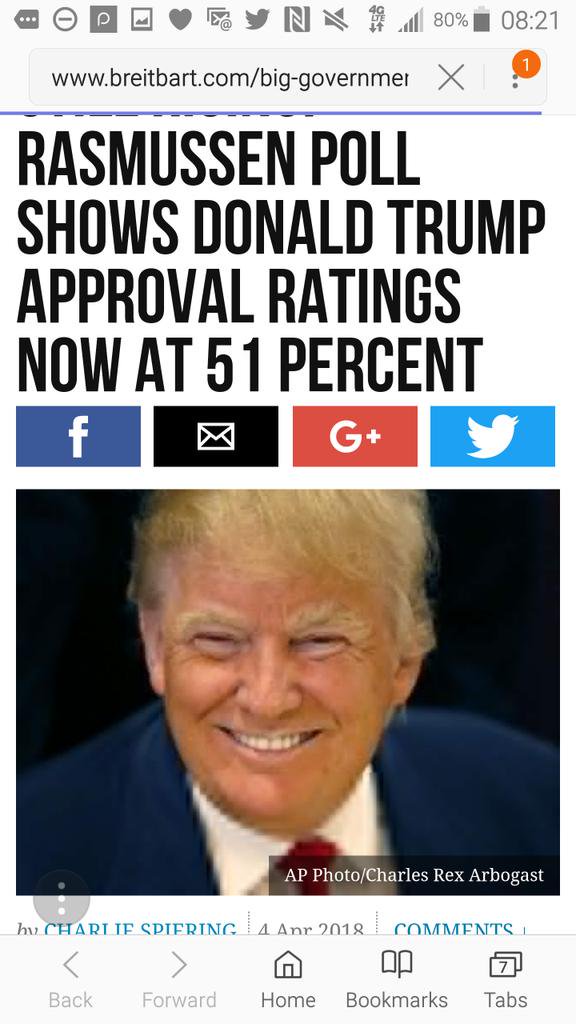 4G
LTE
80%
08:21
www.breitbart.com/big-governmer
1
RASMUSSEN POLL
SHOWS DONALD TRUMP
APPROVAL RATINGS
NOW AT 51 PERCENT
f
G+
AP Photo/Charles Rex Arbogast
by CHARLIE SPIERING 4 Apr 2018 COMMENTS
7
Back Forward Home Bookmarks Tabs